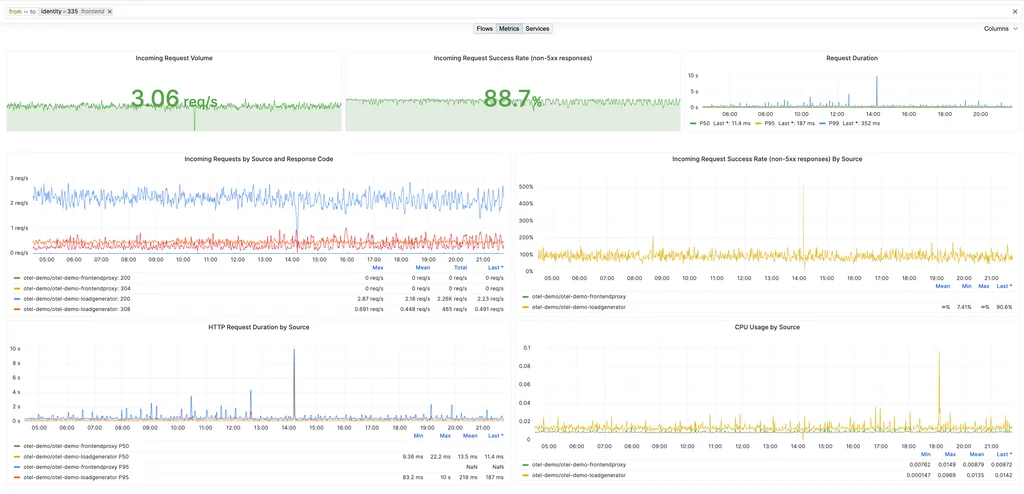 from ↔ to identity = 335 frontend ✕
Flows Metrics Services
Columns
Incoming Request Volume
3.06 req/s
Incoming Request Success Rate (non-5xx responses)
88.7%
Request Duration
10 s
5 s
0 s
06:00 08:00 10:00 12:00 14:00 16:00 18:00 20:00
P50 Last *: 11.4 ms P95 Last *: 187 ms P99 Last *: 352 ms
Incoming Requests by Source and Response Code
3 req/s
2 req/s
1 req/s
0 req/s
05:00 06:00 07:00 08:00 09:00 10:00 11:00 12:00 13:00 14:00 15:00 16:00 17:00 18:00 19:00 20:00 21:00
Max Mean Total Last *
otel-demo/otel-demo-frontendproxy: 200 0 req/s 0 req/s 0 req/s 0 req/s
otel-demo/otel-demo-frontendproxy: 304 0 req/s 0 req/s 0 req/s 0 req/s
otel-demo/otel-demo-loadgenerator: 200 2.87 req/s 2.18 req/s 2.26K req/s 2.23 req/s
otel-demo/otel-demo-loadgenerator: 308 0.691 req/s 0.448 req/s 465 req/s 0.491 req/s
Incoming Request Success Rate (non-5xx responses) By Source
500%
400%
300%
200%
100%
0%
05:00 06:00 07:00 08:00 09:00 10:00 11:00 12:00 13:00 14:00 15:00 16:00 17:00 18:00 19:00 20:00 21:00
Mean Min Max Last *
otel-demo/otel-demo-frontendproxy
otel-demo/otel-demo-loadgenerator ∞% 7.41% ∞% 90.6%
HTTP Request Duration by Source
10 s
8 s
6 s
4 s
2 s
0 s
05:00 06:00 07:00 08:00 09:00 10:00 11:00 12:00 13:00 14:00 15:00 16:00 17:00 18:00 19:00 20:00 21:00
Min Max Mean Last *
otel-demo/otel-demo-frontendproxy P50
otel-demo/otel-demo-loadgenerator P50 9.36 ms 22.2 ms 13.5 ms 11.4 ms
otel-demo/otel-demo-frontendproxy P95 NaN NaN
otel-demo/otel-demo-loadgenerator P95 83.2 ms 10 s 219 ms 187 ms
CPU Usage by Source
0.1
0.08
0.06
0.04
0.02
0
05:00 06:00 07:00 08:00 09:00 10:00 11:00 12:00 13:00 14:00 15:00 16:00 17:00 18:00 19:00 20:00 21:00
Min Max Mean Last *
otel-demo/otel-demo-frontendproxy 0.00762 0.0149 0.00879 0.00872
otel-demo/otel-demo-loadgenerator 0.000147 0.0969 0.0135 0.0142